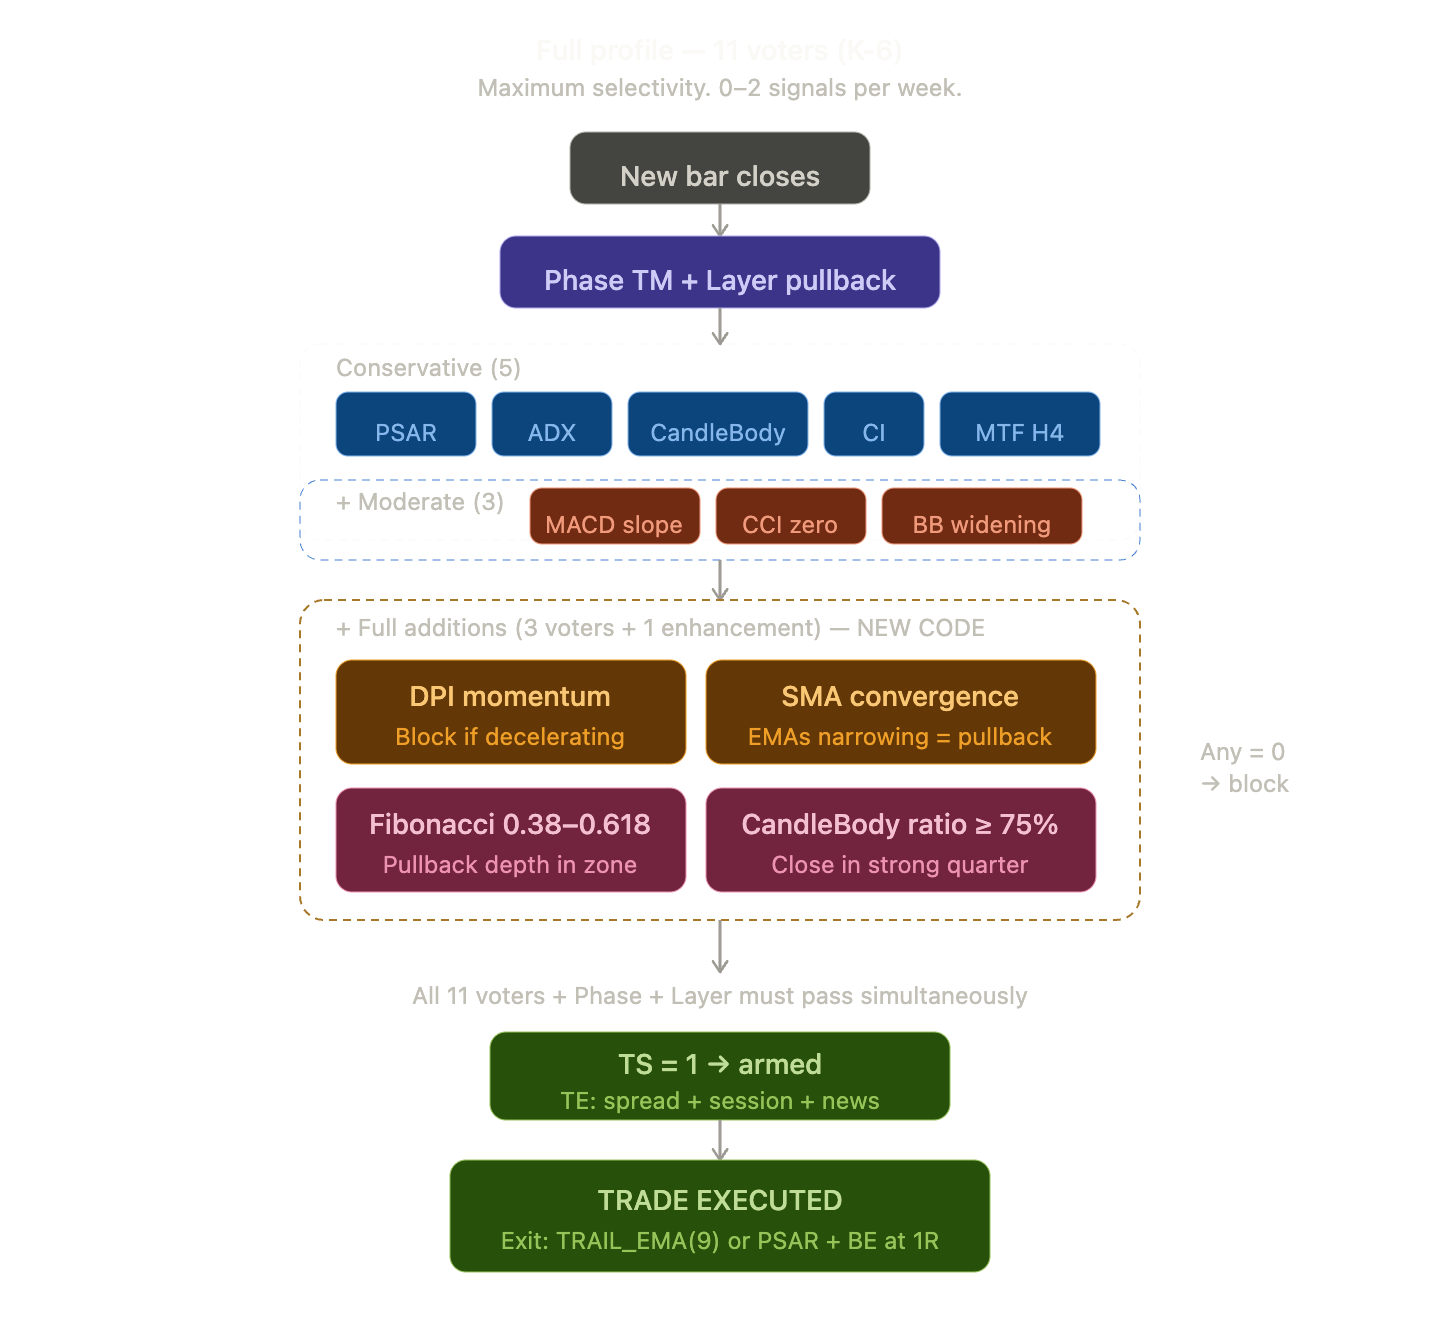 Full profile — 11 voters (K-6)
Maximum selectivity. 0–2 signals per week.
New bar closes
Phase TM + Layer pullback
Conservative (5)
PSAR ADX CandleBody CI MTF H4
+ Moderate (3) MACD slope CCI zero BB widening
+ Full additions (3 voters + 1 enhancement) — NEW CODE
DPI momentum
Block if decelerating
SMA convergence
EMAs narrowing = pullback
Any = 0
→ block
Fibonacci 0.38–0.618
Pullback depth in zone
CandleBody ratio ≥ 75%
Close in strong quarter
All 11 voters + Phase + Layer must pass simultaneously
TS = 1 → armed
TE: spread + session + news
TRADE EXECUTED
Exit: TRAIL_EMA(9) or PSAR + BE at 1R